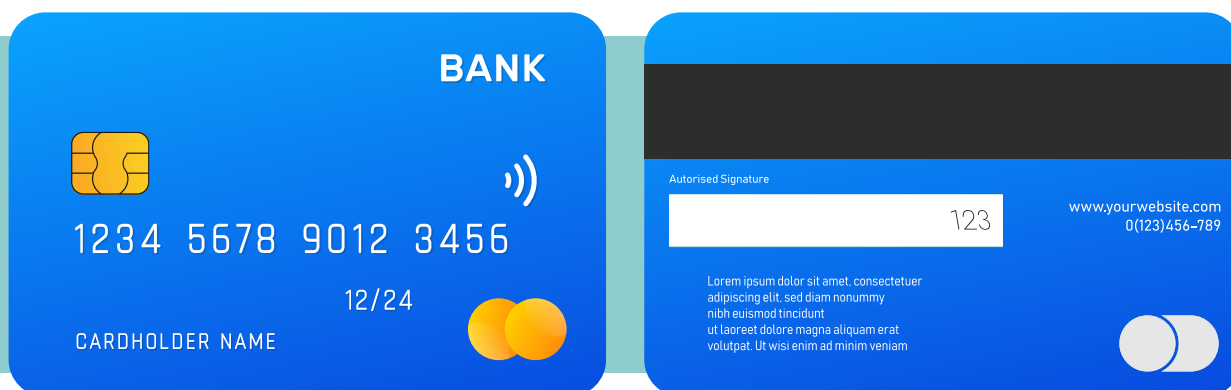 BANK
1234 5678 9012 3456
12/24
CARDHOLDER NAME
Autorised Signature
123
www.yourwebsite.com
0(123)456-789
Lorem ipsum dolor sit amet, consectetuer
adipiscing elit, sed diam nonummy
nibh euismod tincidunt
ut laoreet dolore magna aliquam erat
volutpat. Ut wisi enim ad minim veniam